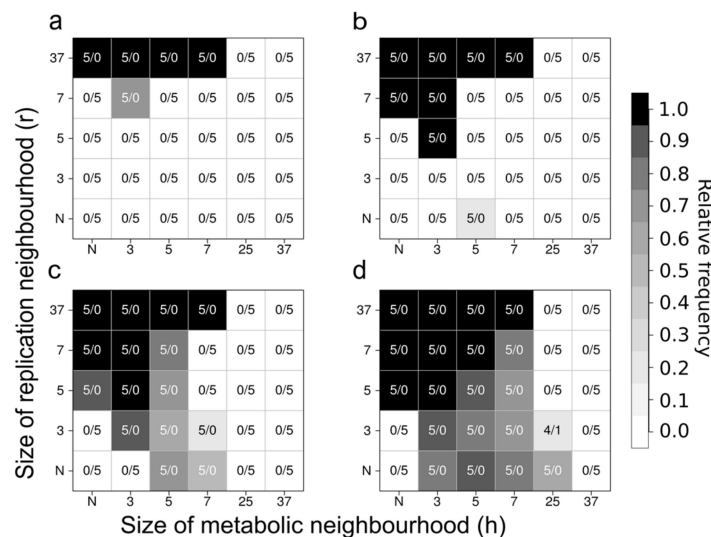 a
37 5/0 5/0 5/0 5/0 0/5 0/5
7 0/5 5/0 0/5 0/5 0/5 0/5
5 0/5 0/5 0/5 0/5 0/5 0/5
3 0/5 0/5 0/5 0/5 0/5 0/5
N 0/5 0/5 0/5 0/5 0/5 0/5
N 3 5 7 25 37
b
37 5/0 5/0 5/0 5/0 0/5 0/5
7 5/0 5/0 0/5 0/5 0/5 0/5
5 0/5 5/0 0/5 0/5 0/5 0/5
3 0/5 0/5 0/5 0/5 0/5 0/5
N 0/5 0/5 5/0 0/5 0/5 0/5
N 3 5 7 25 37
c
37 5/0 5/0 5/0 5/0 0/5 0/5
7 5/0 5/0 5/0 0/5 0/5 0/5
5 5/0 5/0 5/0 0/5 0/5 0/5
3 0/5 5/0 5/0 5/0 0/5 0/5
N 0/5 0/5 5/0 5/0 0/5 0/5
N 3 5 7 25 37
d
37 5/0 5/0 5/0 5/0 0/5 0/5
7 5/0 5/0 5/0 5/0 0/5 0/5
5 5/0 5/0 5/0 5/0 0/5 0/5
3 0/5 5/0 5/0 5/0 4/1 0/5
N 0/5 5/0 5/0 5/0 5/0 0/5
N 3 5 7 25 37
Size of replication neighbourhood (r)
Size of metabolic neighbourhood (h)
1.0
0.9
0.8
0.7
0.6
0.5
0.4
0.3
0.2
0.1
0.0
Relative frequency